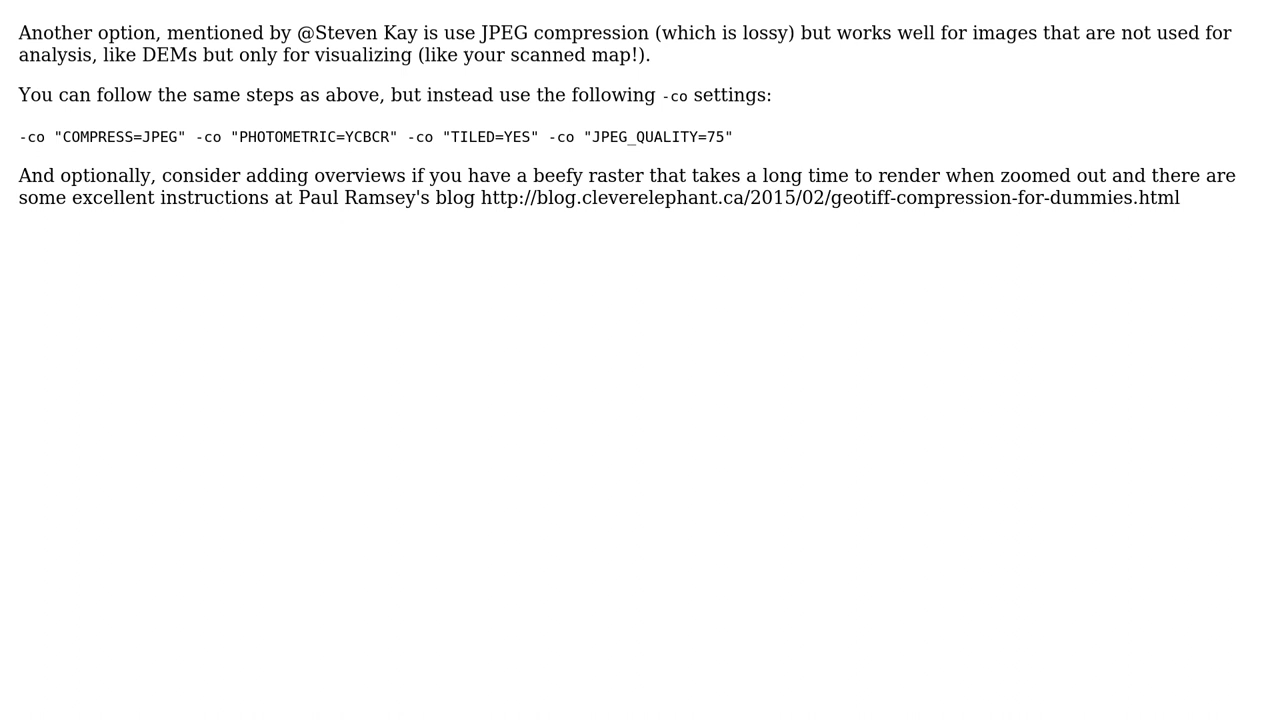 Another option, mentioned by @Steven Kay is use JPEG compression (which is lossy) but works well for images that are not used for
analysis, like DEMs but only for visualizing (like your scanned map!).
You can follow the same steps as above, but instead use the following -co settings:
-co "COMPRESS=JPEG" -co "PHOTOMETRIC=YCBCR" -co "TILED=YES" -co "JPEG_QUALITY=75"
And optionally, consider adding overviews if you have a beefy raster that takes a long time to render when zoomed out and there are
some excellent instructions at Paul Ramsey's blog http://blog.cleverelephant.ca/2015/02/geotiff-compression-for-dummies.html